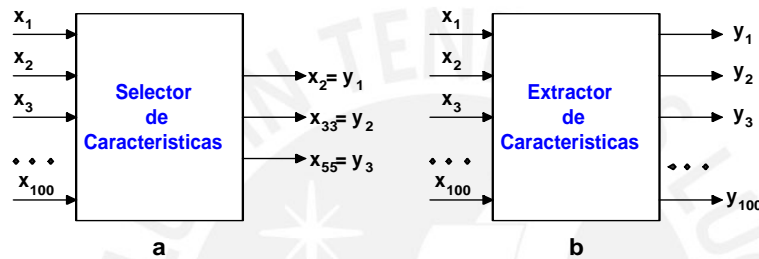 x1
x2
x3
x100
Selector
de
Caracteristicas
x2= y1
x33= y2
x55= y3
a
x1
x2
x3
x100
Extractor
de
Caracteristicas
y1
y2
y3
y100
b